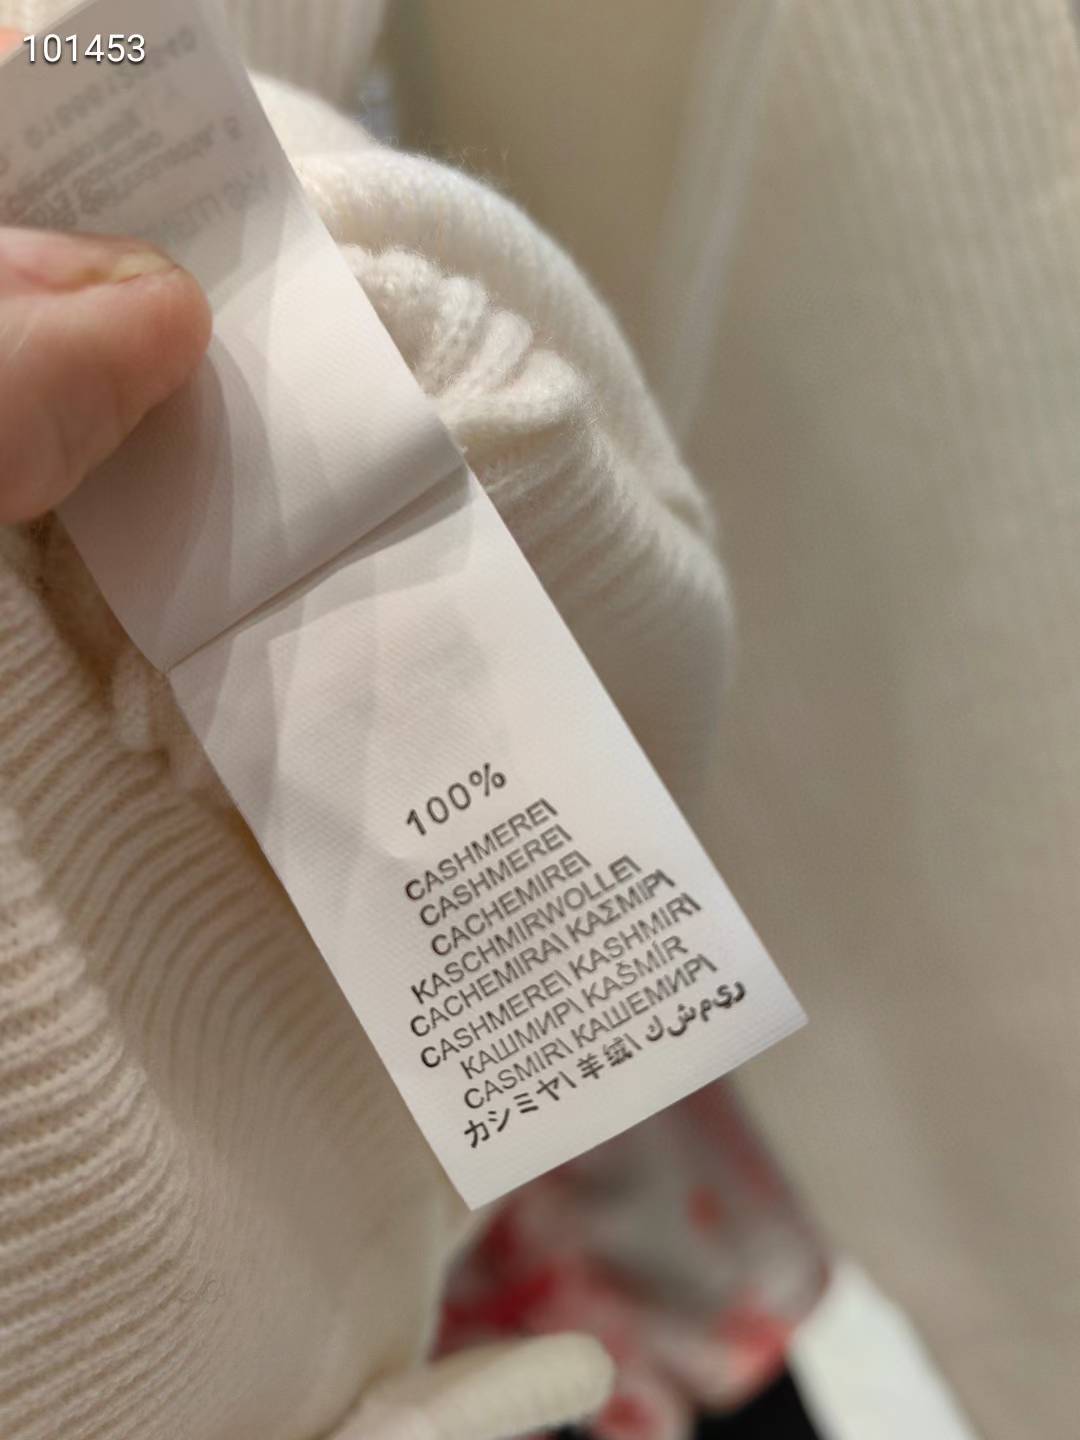 101453
100%
CASHMERE\
CASHMERE\
CACHEMIRE\
KASCHMIRWOLLE\
CACHEMIRA\ ΚΑΣΜΙΡ\
CASHMERE\ KASHMIR\
КАШМИР\ KAŠMÍR
CASMIR\ КАШЕМИР\
カシミヤ\ 羊绒\ ك ش م ي ر